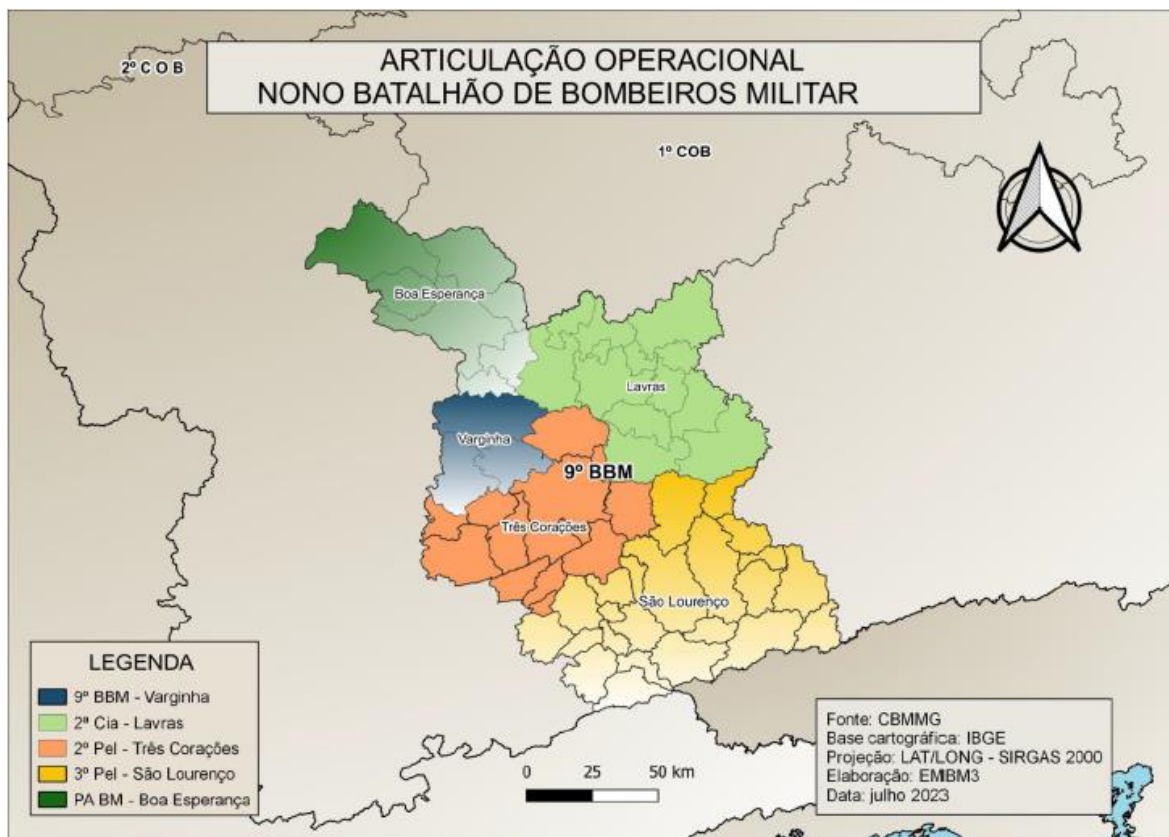 ARTICULAÇÃO OPERACIONAL
NONO BATALHÃO DE BOMBEIROS MILITAR
2º C O B
1º COB
Boa Esperança
Lavras
Varginha
9º BBM
Três Corações
São Lourenço
LEGENDA
9º BBM - Varginha
2ª Cia - Lavras
2º Pel - Três Corações
3º Pel - São Lourenço
PA BM - Boa Esperança
0 25 50 km
Fonte: CBMMG
Base cartográfica: IBGE
Projeção: LAT/LONG - SIRGAS 2000
Elaboração: EMBM3
Data: julho 2023